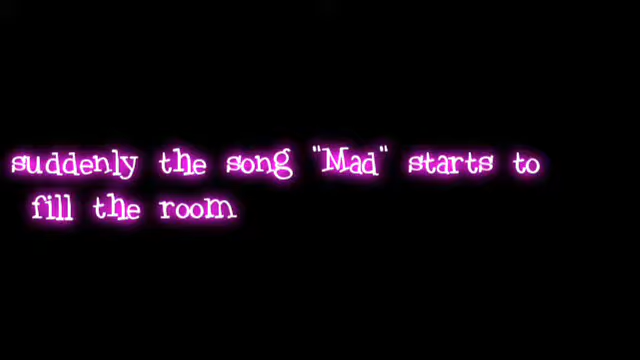 suddenly the song "Mad" starts to
fill the room